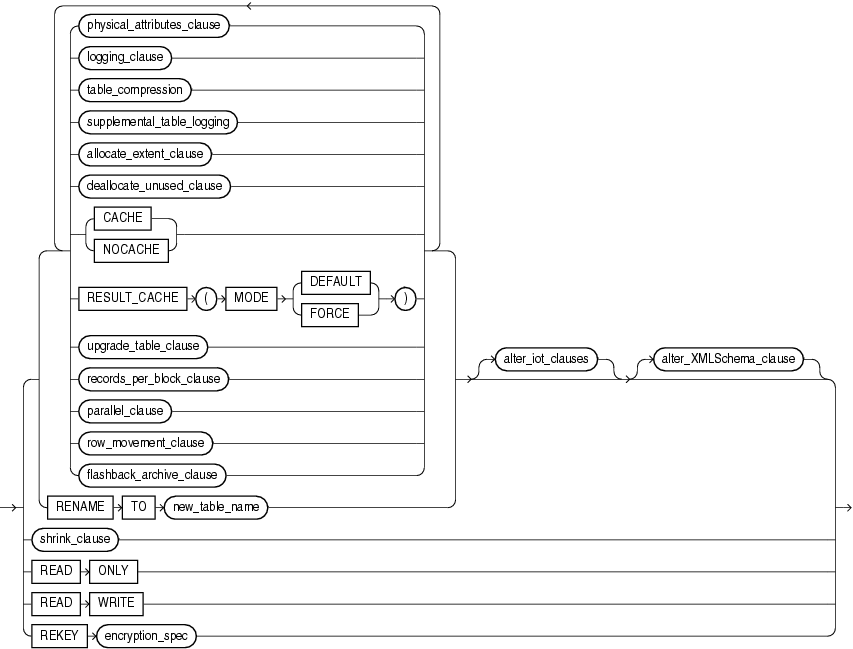 physical_attributes_clause
logging_clause
table_compression
supplemental_table_logging
allocate_extent_clause
deallocate_unused_clause
CACHE
NOCACHE
RESULT_CACHE ( MODE DEFAULT )
FORCE
upgrade_table_clause
alter_iot_clauses alter_XMLSchema_clause
records_per_block_clause
parallel_clause
row_movement_clause
flashback_archive_clause
RENAME TO new_table_name
shrink_clause
READ ONLY
READ WRITE
REKEY encryption_spec